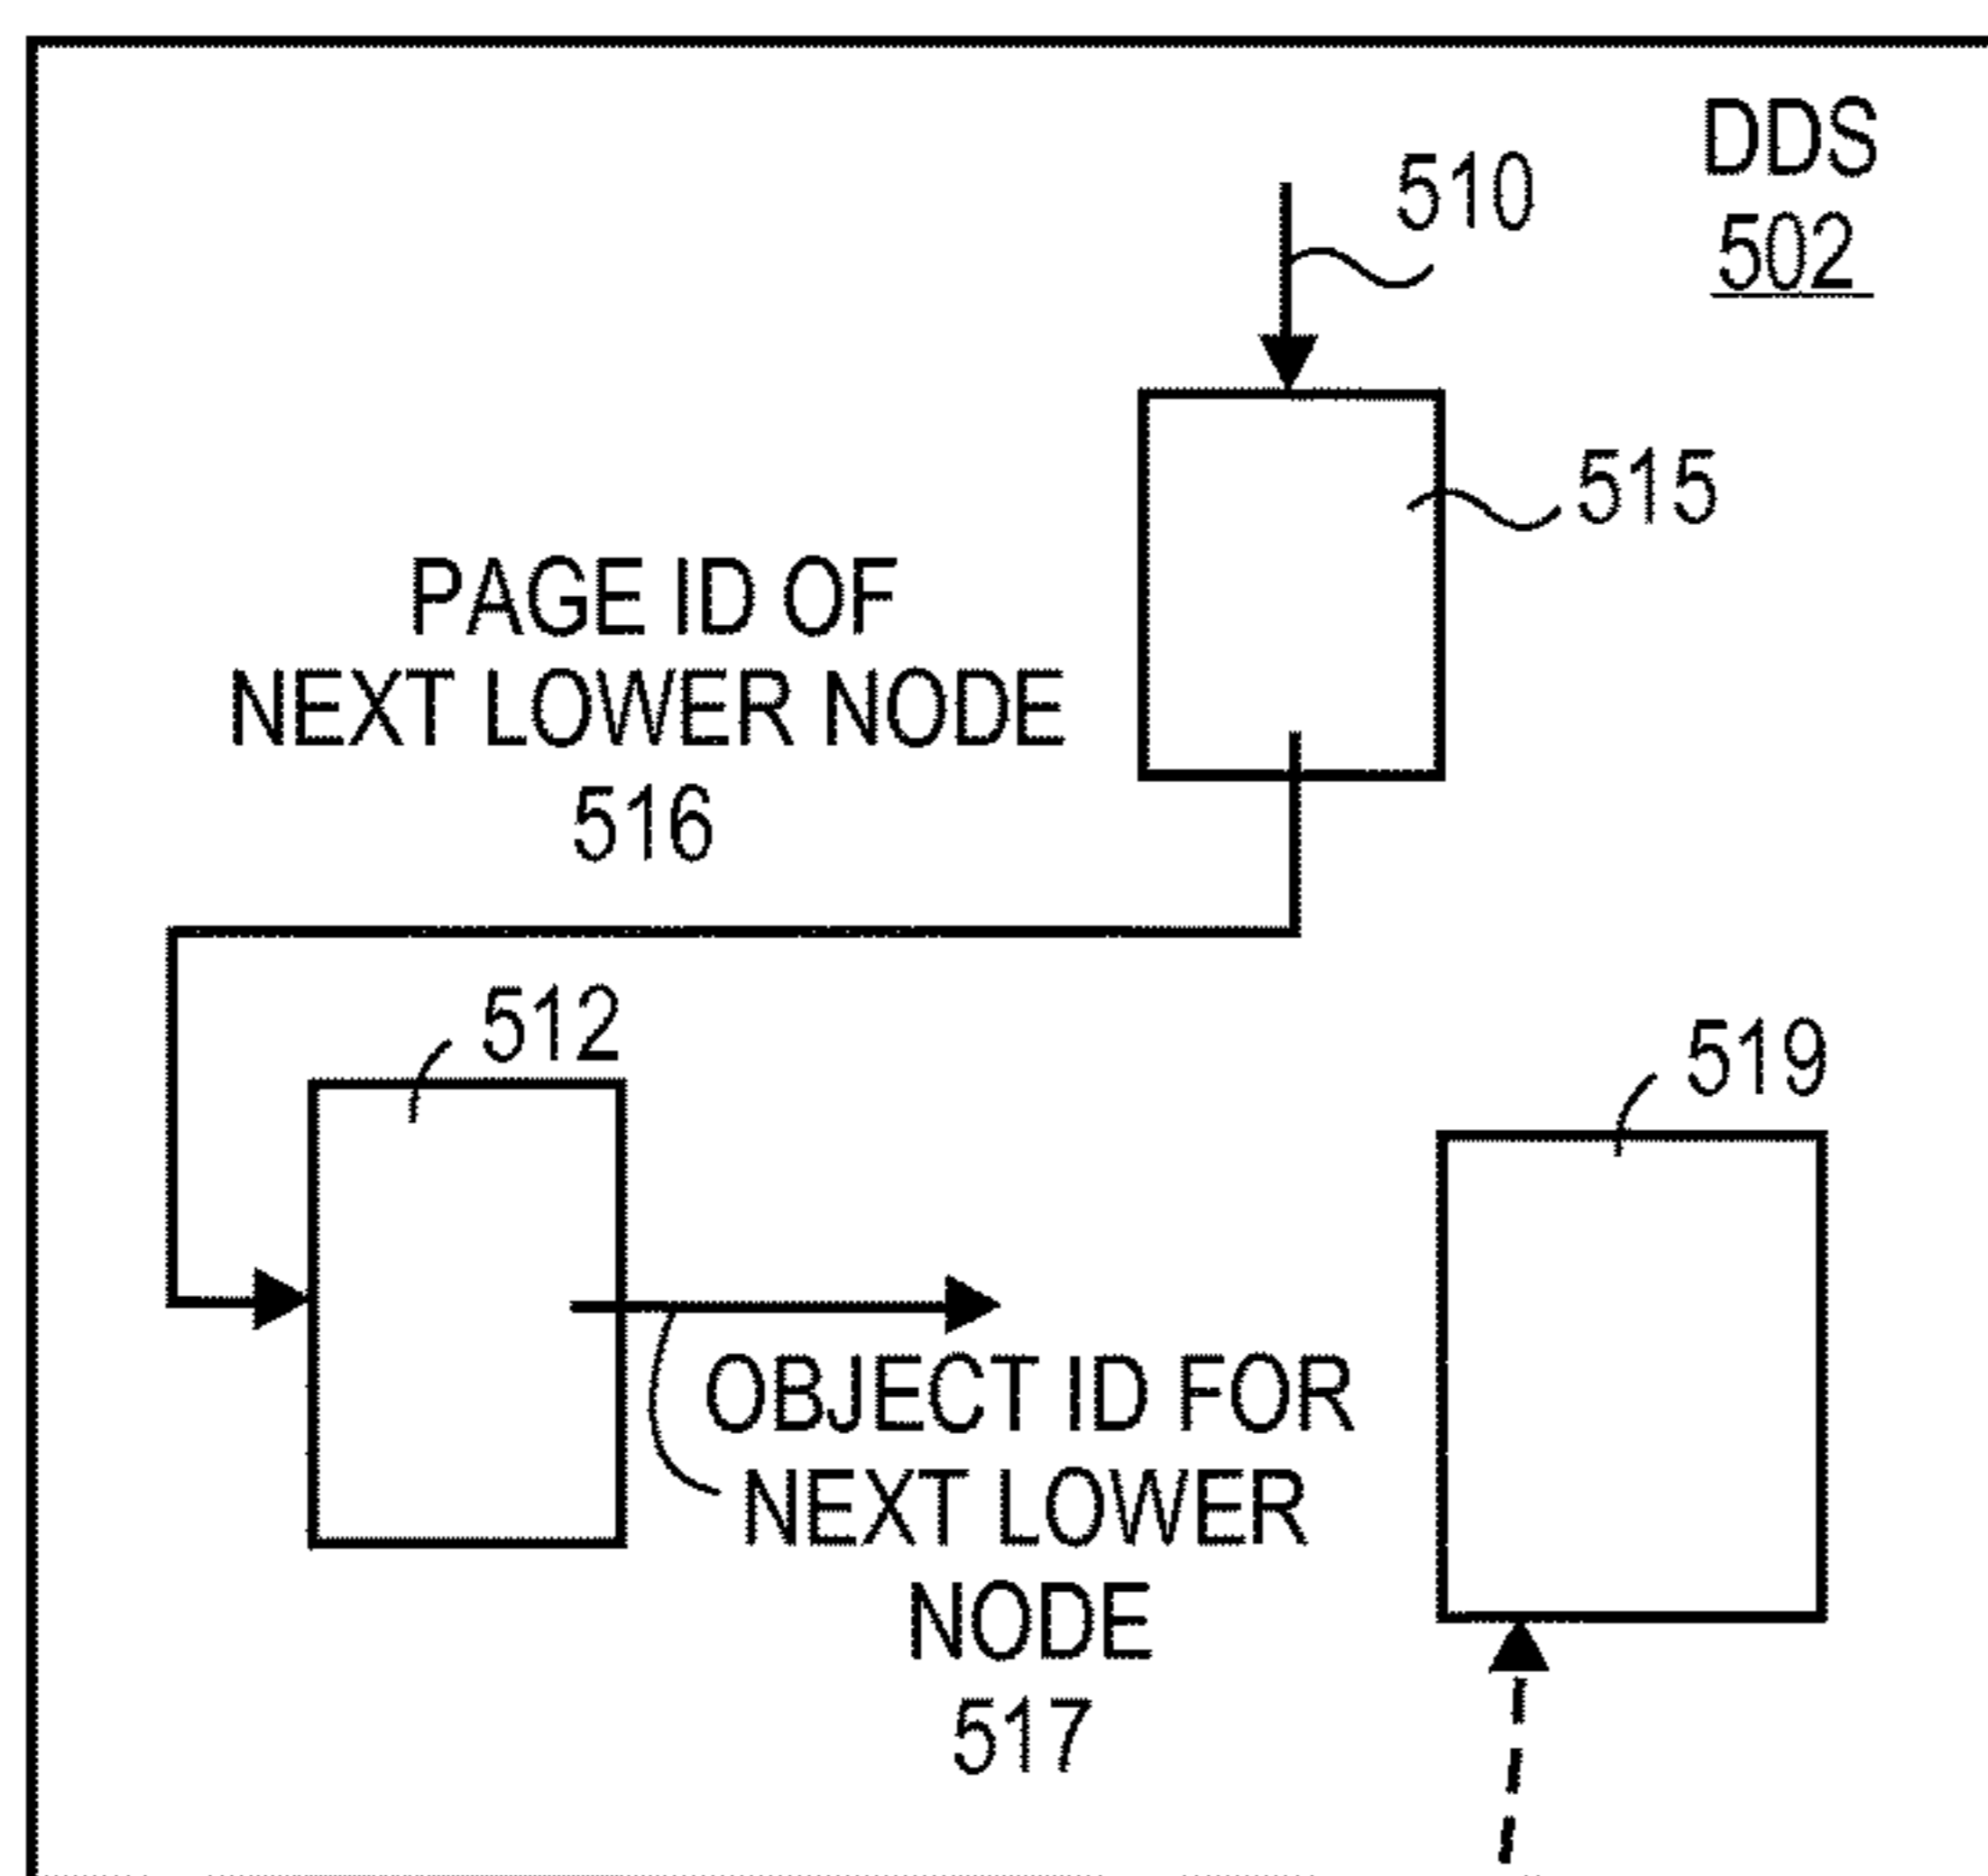 DDS
502
510
515
PAGE ID OF
NEXT LOWER NODE
516
512
519
OBJECT ID FOR
NEXT LOWER
NODE
517